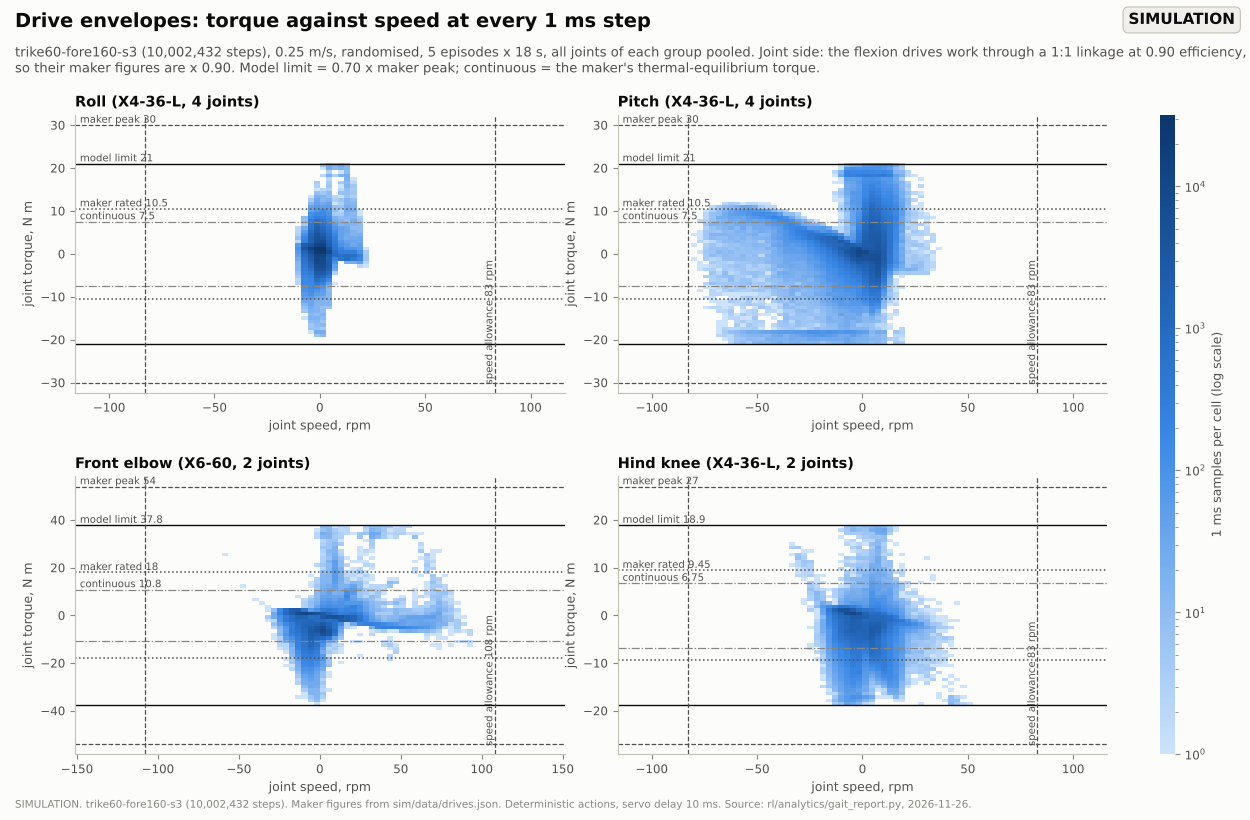 Drive envelopes: torque against speed at every 1 ms step
SIMULATION
trike60-fore160-s3 (10,002,432 steps), 0.25 m/s, randomised, 5 episodes x 18 s, all joints of each group pooled. Joint side: the flexion drives work through a 1:1 linkage at 0.90 efficiency,
so their maker figures are x 0.90. Model limit = 0.70 x maker peak; continuous = the maker's thermal-equilibrium torque.
Roll (X4-36-L, 4 joints)
maker peak 30
model limit 21
maker rated 10.5
continuous 7.5
speed allowance 83 rpm
30
20
10
0
−10
−20
−30
joint torque, N m
−100 −50 0 50 100
joint speed, rpm
Pitch (X4-36-L, 4 joints)
maker peak 30
model limit 21
maker rated 10.5
continuous 7.5
speed allowance 83 rpm
30
20
10
0
−10
−20
−30
joint torque, N m
−100 −50 0 50 100
joint speed, rpm
Front elbow (X6-60, 2 joints)
maker peak 54
model limit 37.8
maker rated 18
continuous 10.8
speed allowance 108 rpm
40
20
0
−20
−40
joint torque, N m
−150 −100 −50 0 50 100 150
joint speed, rpm
Hind knee (X4-36-L, 2 joints)
maker peak 27
model limit 18.9
maker rated 9.45
continuous 6.75
speed allowance 83 rpm
20
10
0
−10
−20
joint torque, N m
−100 −50 0 50 100
joint speed, rpm
10⁴
10³
10²
10¹
10⁰
1 ms samples per cell (log scale)
SIMULATION. trike60-fore160-s3 (10,002,432 steps). Maker figures from sim/data/drives.json. Deterministic actions, servo delay 10 ms. Source: rl/analytics/gait_report.py, 2026-11-26.